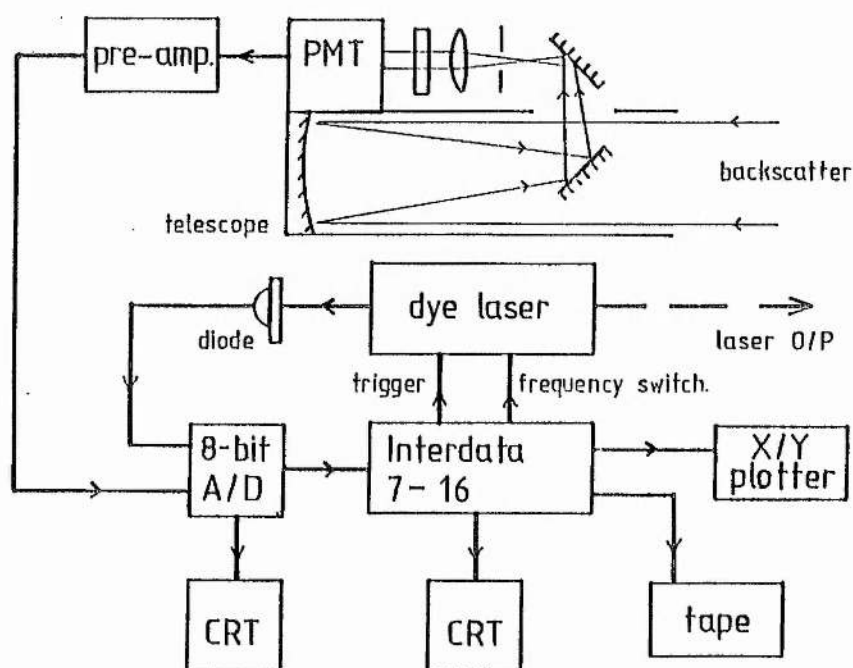 pre-amp.
PMT
backscatter
telescope
dye laser
diode
laser O/P
trigger
frequency switch.
8-bit
A/D
Interdata
7-16
X/Y
plotter
CRT
CRT
tape